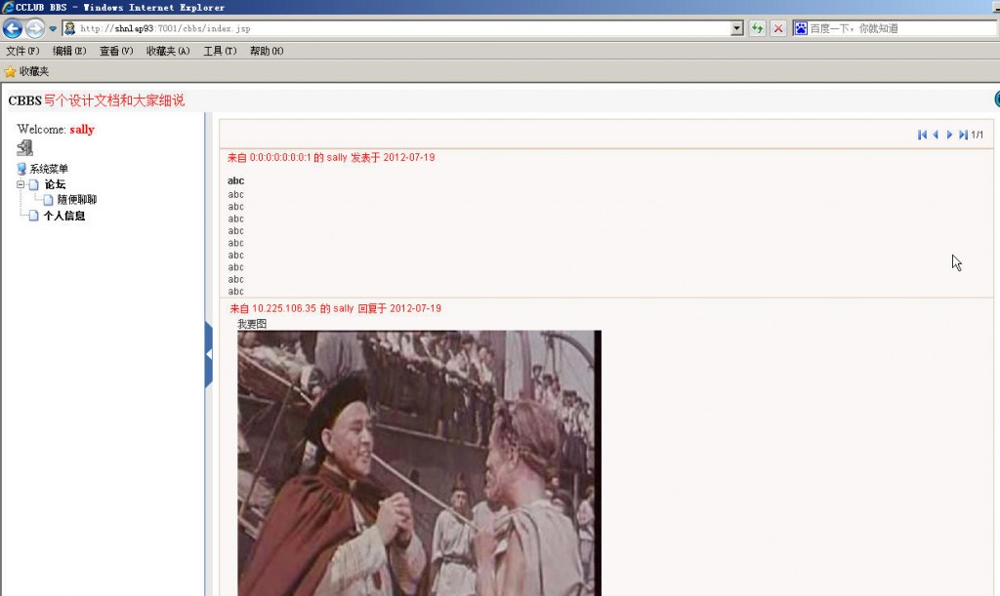 CCLUB BBS - Windows Internet Explorer
http://shnlap93:7001/cbbs/index.jsp
百度一下，你就知道
文件(F) 编辑(E) 查看(V) 收藏夹(A) 工具(T) 帮助(H)
收藏夹
CBBS写个设计文档和大家细说
Welcome: sally
系统菜单
论坛
随便聊聊
个人信息
1/1
来自 0:0:0:0:0:0:0:1 的 sally 发表于 2012-07-19
abc
abc
abc
abc
abc
abc
abc
abc
abc
abc
来自 10.225.106.35 的 sally 回复于 2012-07-19
我要图